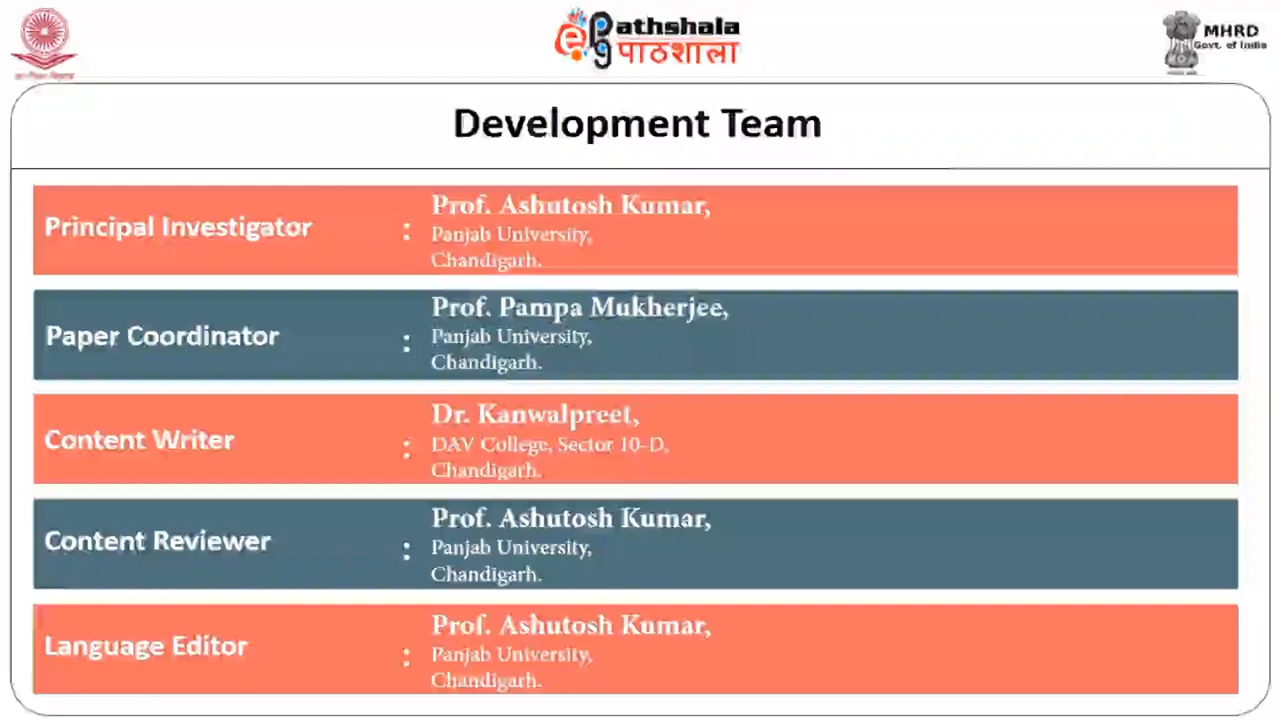 ePathshala
पाठशाला
MHRD
Govt. of India
Development Team
Principal Investigator : Prof. Ashutosh Kumar,
Panjab University,
Chandigarh.
Paper Coordinator : Prof. Pampa Mukherjee,
Panjab University,
Chandigarh.
Content Writer : Dr. Kanwalpreet,
DAV College, Sector 10-D,
Chandigarh.
Content Reviewer : Prof. Ashutosh Kumar,
Panjab University,
Chandigarh.
Language Editor : Prof. Ashutosh Kumar,
Panjab University,
Chandigarh.